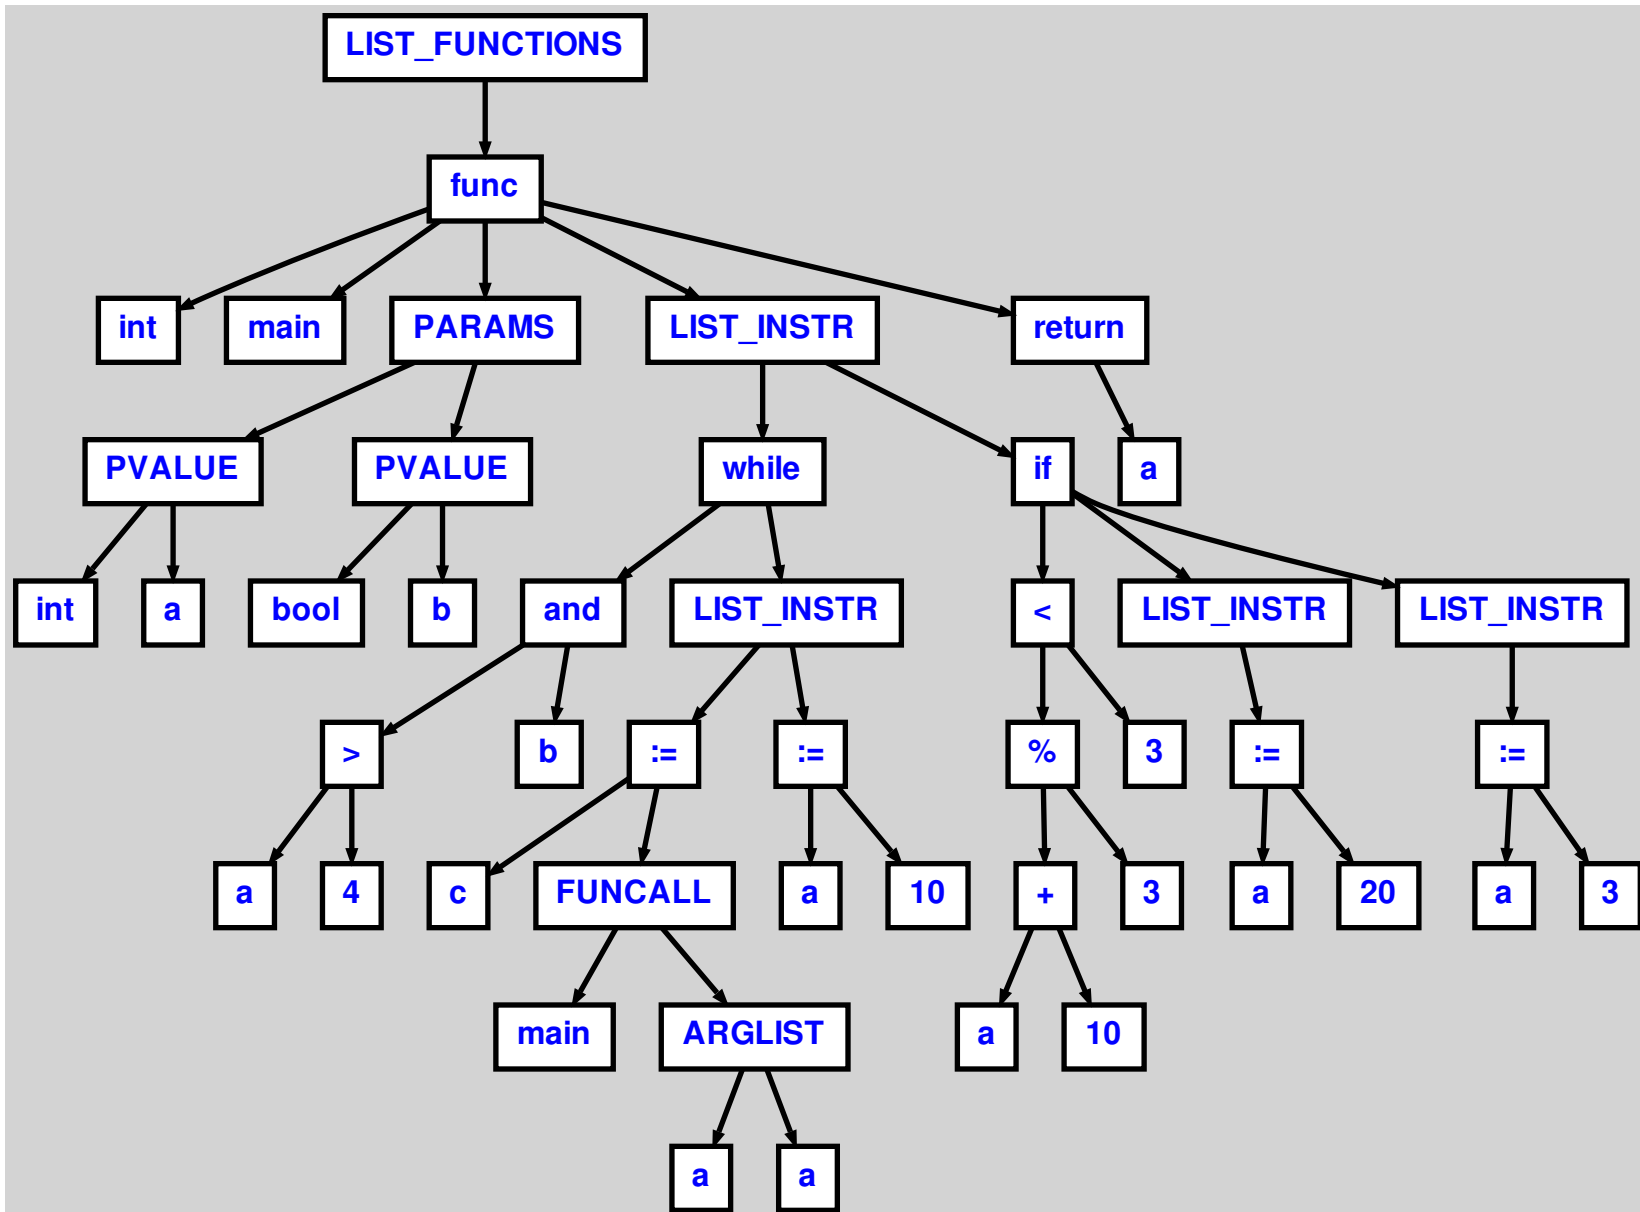 LIST_FUNCTIONS
func
int main PARAMS LIST_INSTR return
PVALUE PVALUE while if a
int a bool b and LIST_INSTR < LIST_INSTR LIST_INSTR
> b := := % 3 := :=
a 4 c FUNCALL a 10 + 3 a 20 a 3
main ARGLIST a 10
a a